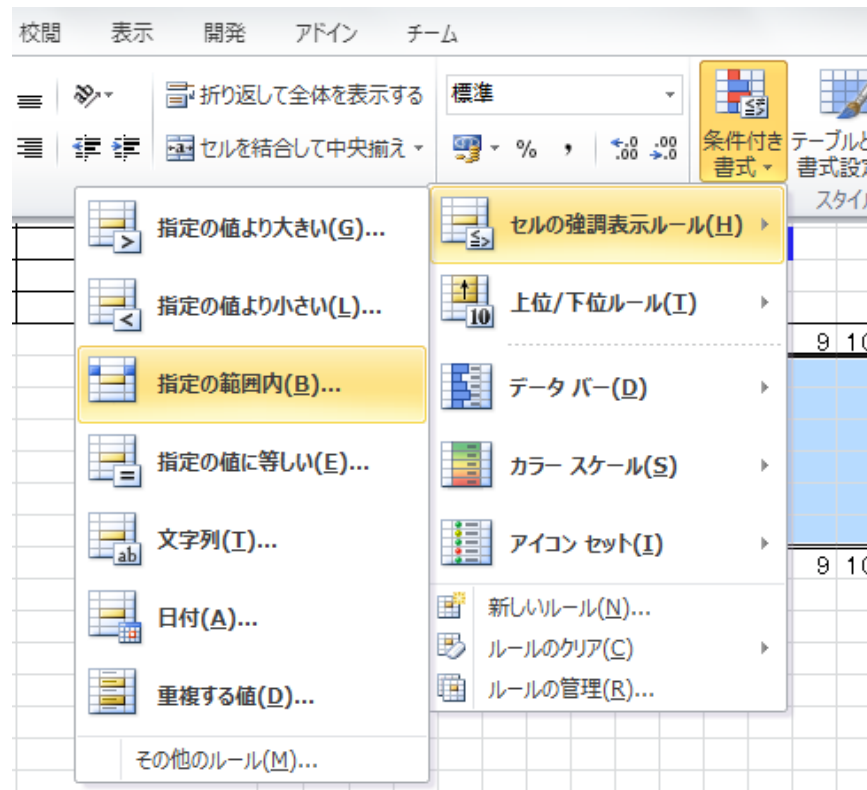 校閲 表示 開発 アドイン チーム
折り返して全体を表示する 標準
セルを結合して中央揃え % , .0 .00 .00 .0
条件付き書式
テーブルと
書式設定
スタイル
指定の値より大きい(G)...
指定の値より小さい(L)...
指定の範囲内(B)...
指定の値に等しい(E)...
文字列(T)...
日付(A)...
重複する値(D)...
その他のルール(M)...
セルの強調表示ルール(H)
上位/下位ルール(T)
データ バー(D)
カラー スケール(S)
アイコン セット(I)
新しいルール(N)...
ルールのクリア(C)
ルールの管理(R)...
9 10
9 10